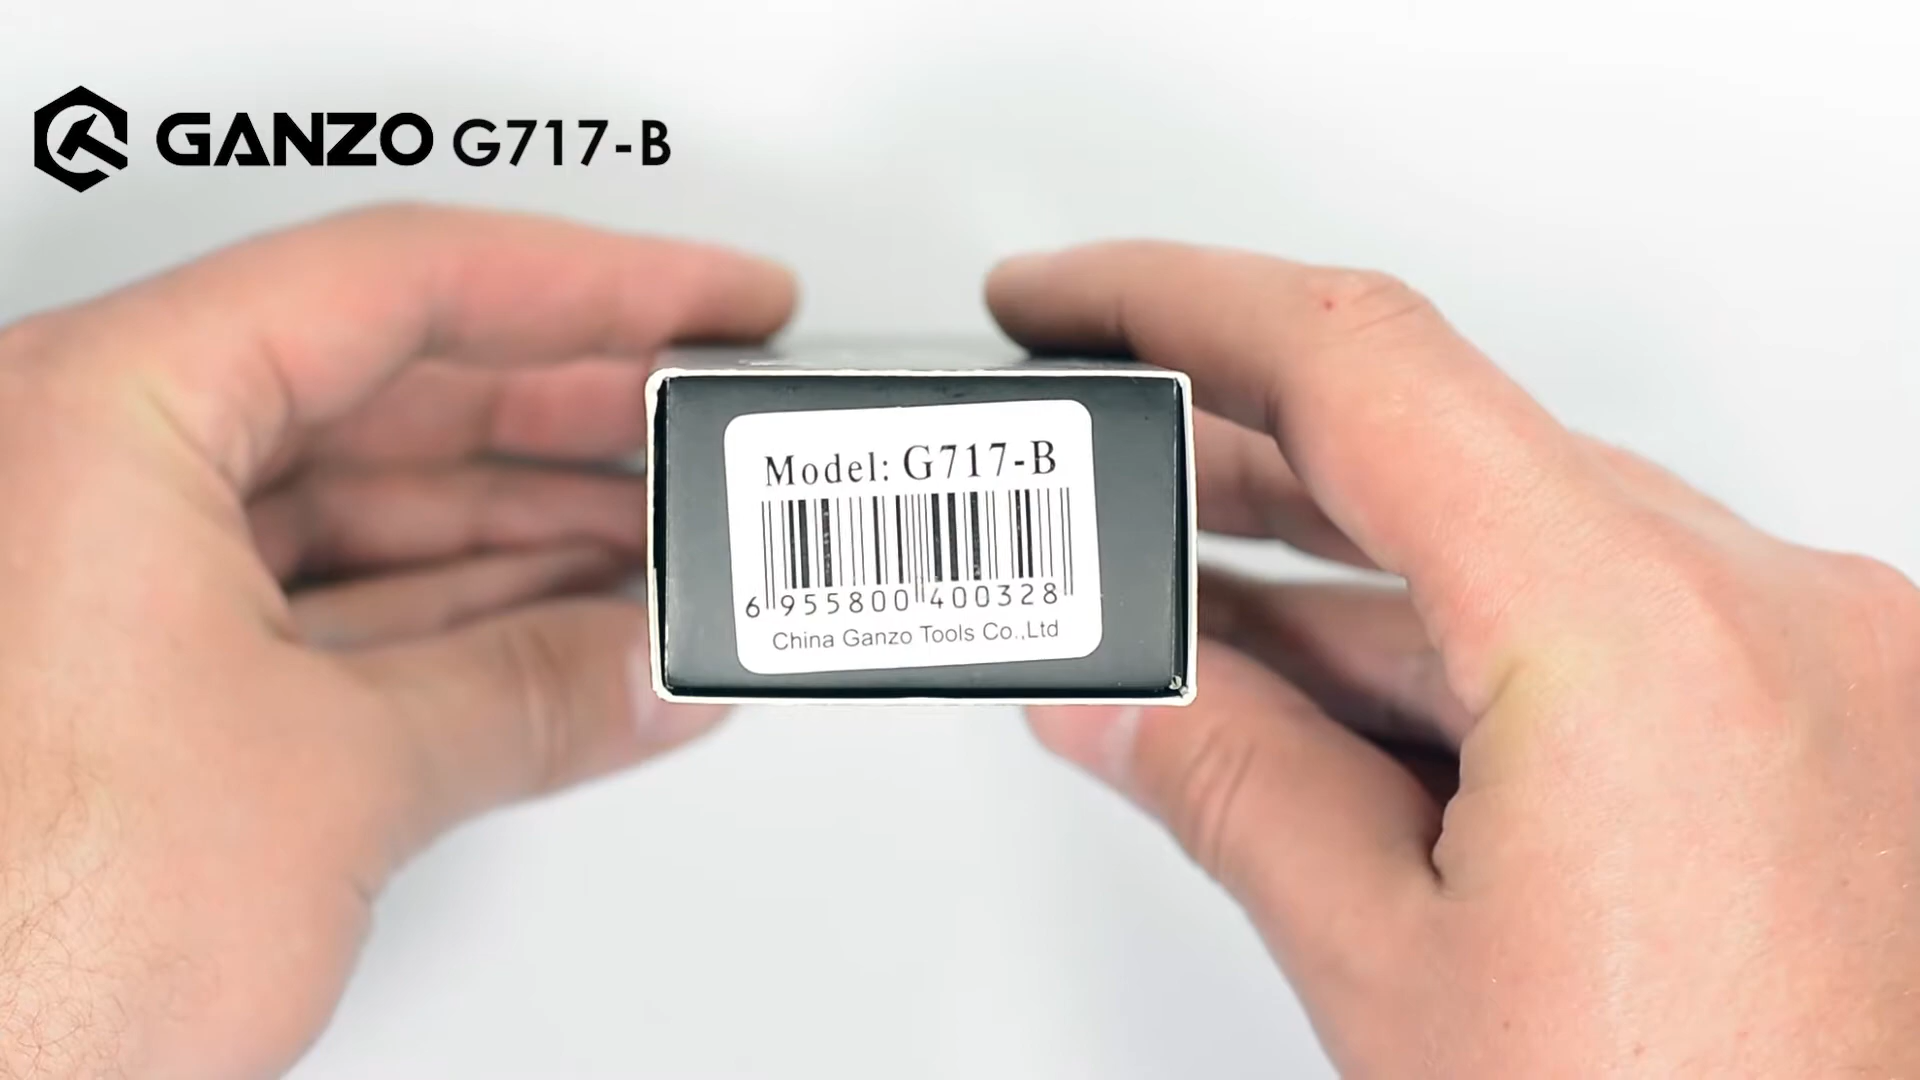 GANZO G717-B
Model: G717-B
6 955800 400328
China Ganzo Tools Co.,Ltd